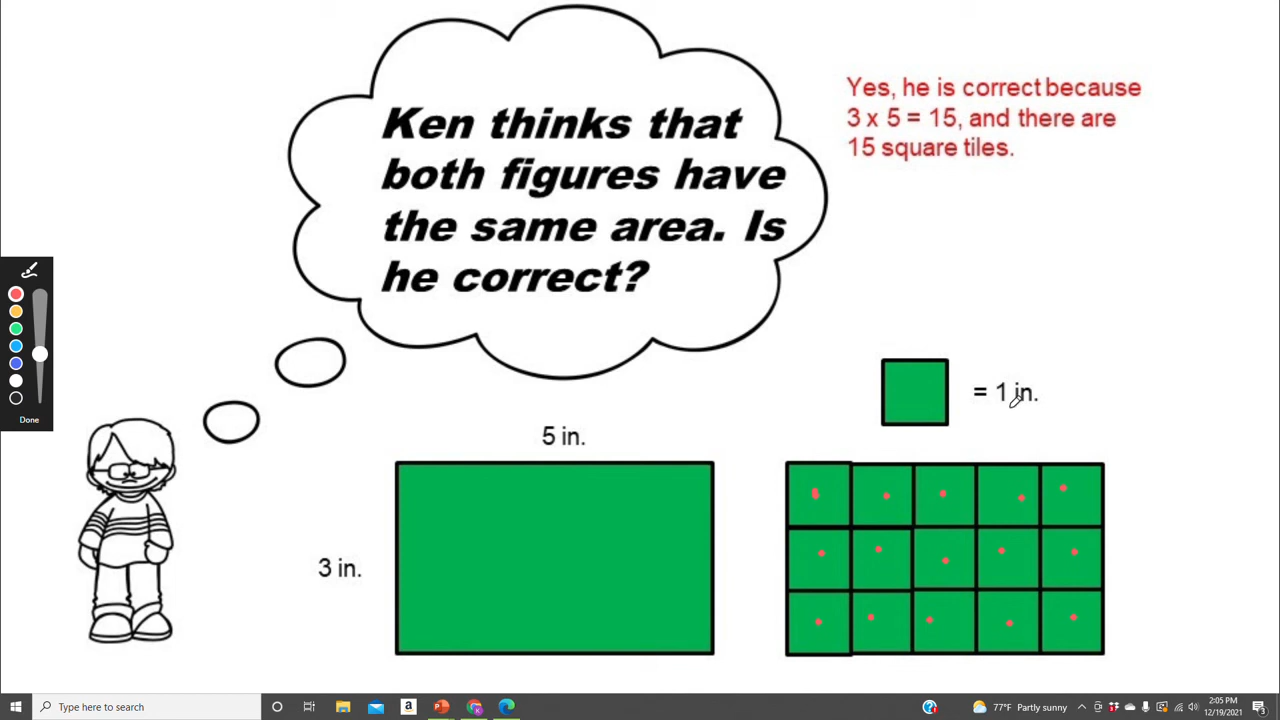 Ken thinks that
both figures have
the same area. Is
he correct?
Yes, he is correct because
3 x 5 = 15, and there are
15 square tiles.
= 1 in.
5 in.
3 in.
Done
Type here to search
77°F Partly sunny
2:05 PM
12/19/2021